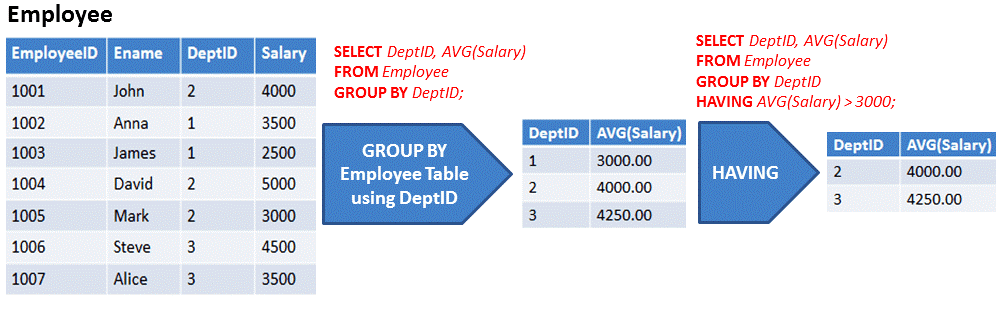 Employee
EmployeeID Ename DeptID Salary
1001 John 2 4000
1002 Anna 1 3500
1003 James 1 2500
1004 David 2 5000
1005 Mark 2 3000
1006 Steve 3 4500
1007 Alice 3 3500
SELECT DeptID, AVG(Salary)
FROM Employee
GROUP BY DeptID;
GROUP BY
Employee Table
using DeptID
DeptID AVG(Salary)
1 3000.00
2 4000.00
3 4250.00
SELECT DeptID, AVG(Salary)
FROM Employee
GROUP BY DeptID
HAVING AVG(Salary) > 3000;
HAVING
DeptID AVG(Salary)
2 4000.00
3 4250.00